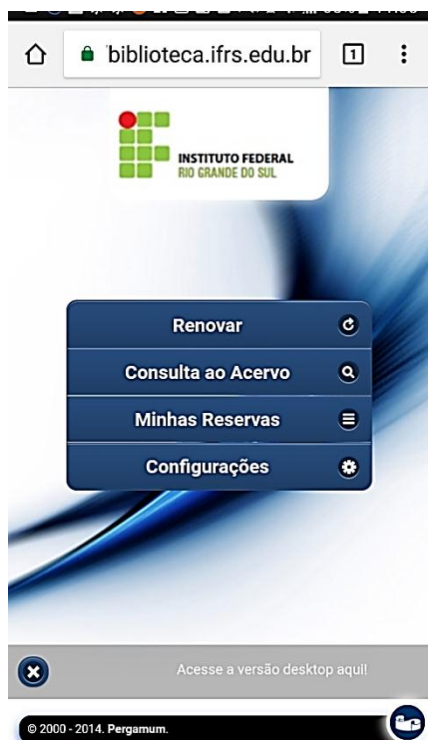 biblioteca.ifrs.edu.br
1
INSTITUTO FEDERAL
RIO GRANDE DO SUL
Renovar
Consulta ao Acervo
Minhas Reservas
Configurações
Acesse a versão desktop aqui!
© 2000 - 2014. Pergamum.